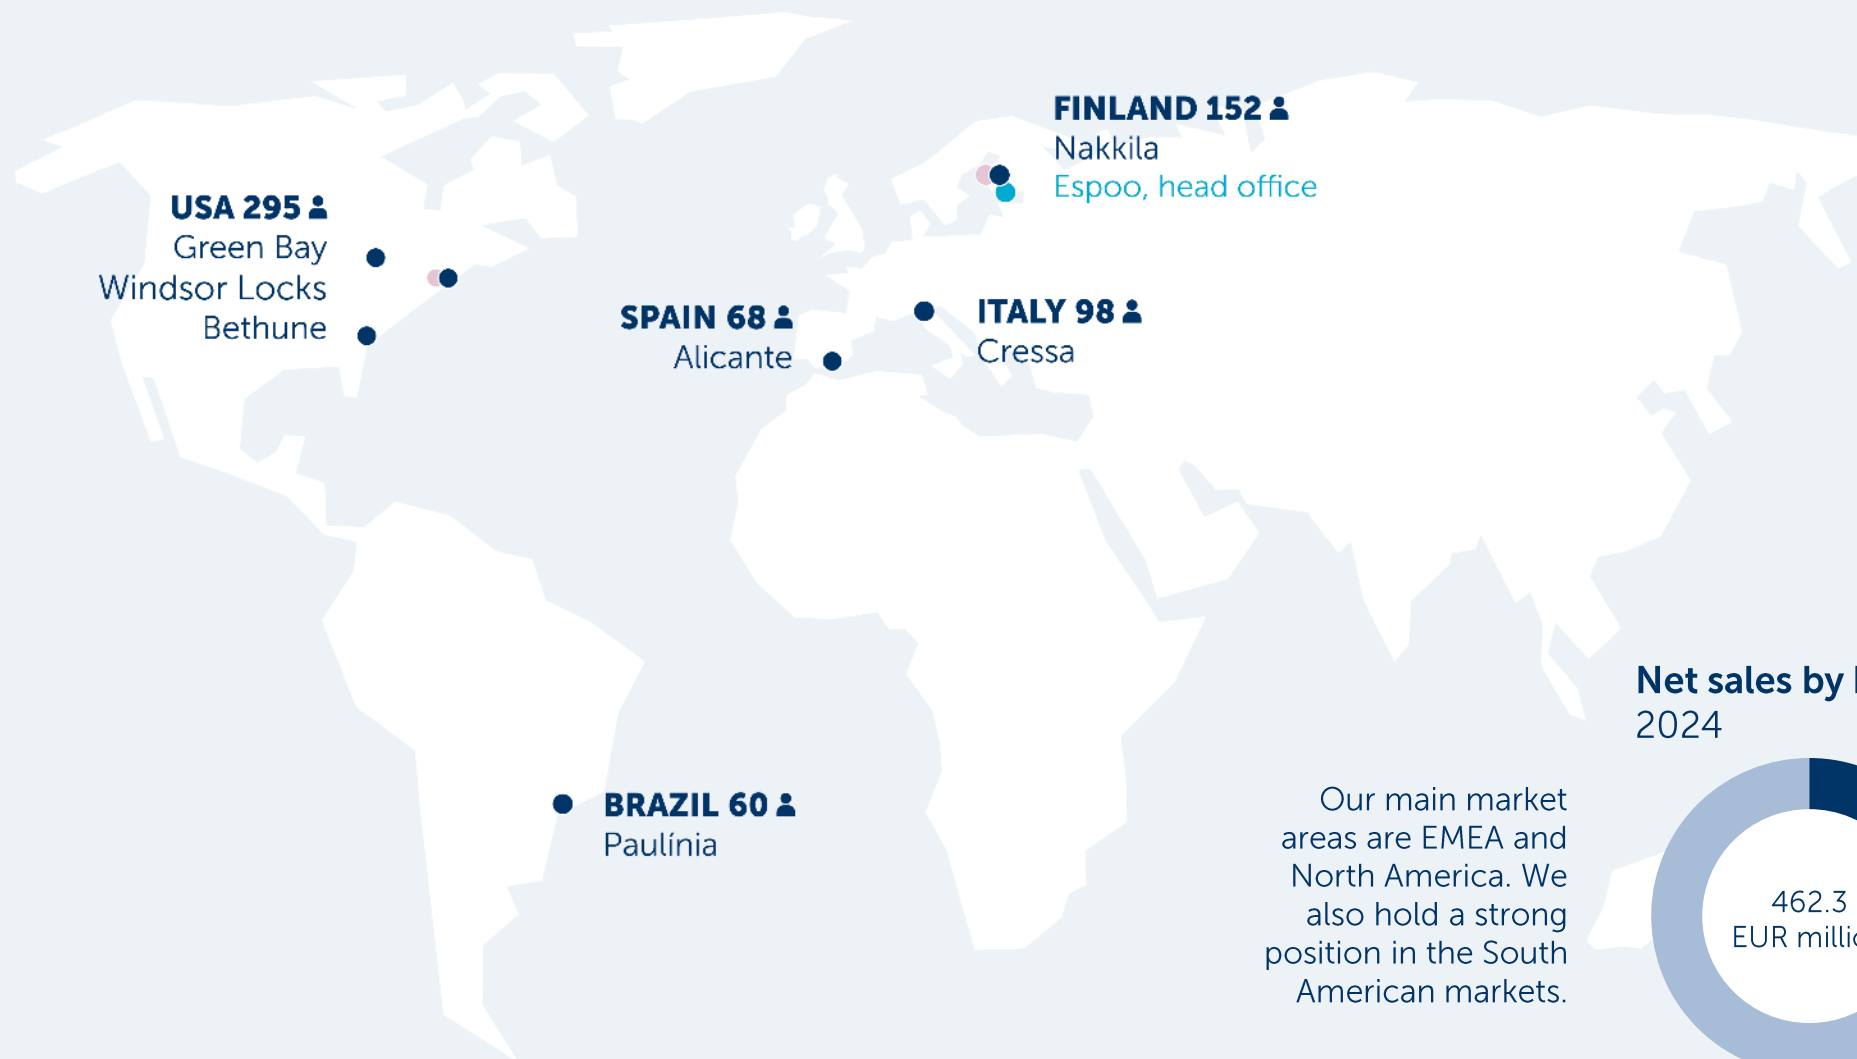 FINLAND 152
Nakkila
Espoo, head office
USA 295
Green Bay
Windsor Locks
Bethune
SPAIN 68
Alicante
ITALY 98
Cressa
BRAZIL 60
Paulínia
Our main market
areas are EMEA and
North America. We
also hold a strong
position in the South
American markets.
Net sales by
2024
462.3
EUR